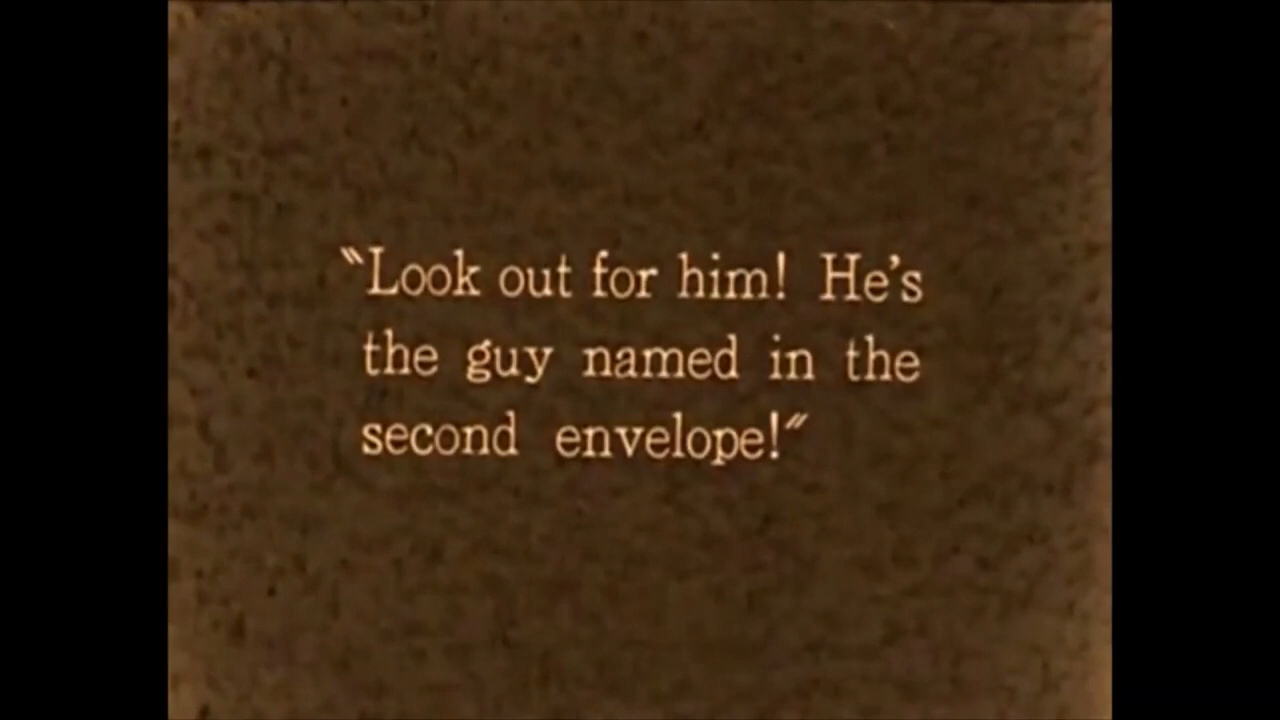 "Look out for him! He's
the guy named in the
second envelope!"